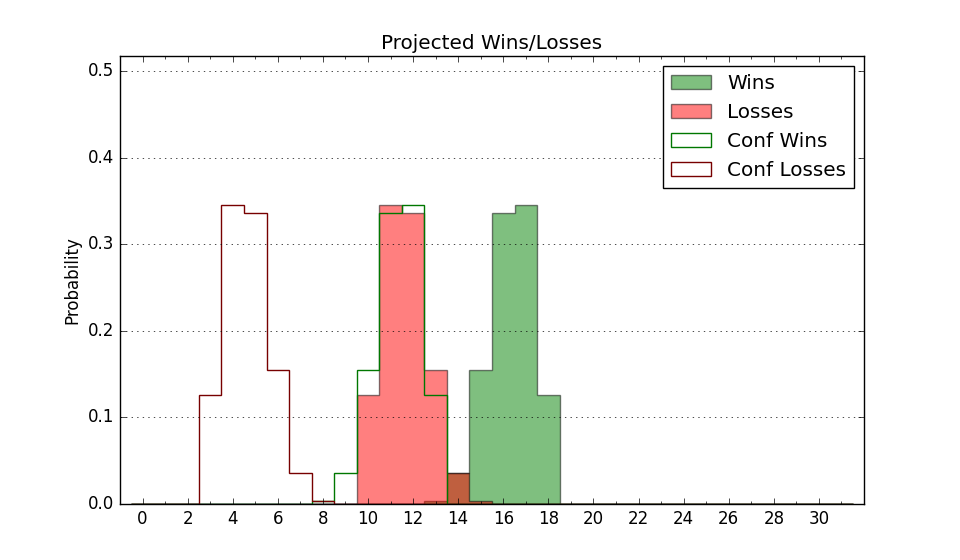 Projected Wins/Losses
Probability
0.5
0.4
0.3
0.2
0.1
0.0
0 2 4 6 8 10 12 14 16 18 20 22 24 26 28 30
Wins
Losses
Conf Wins
Conf Losses